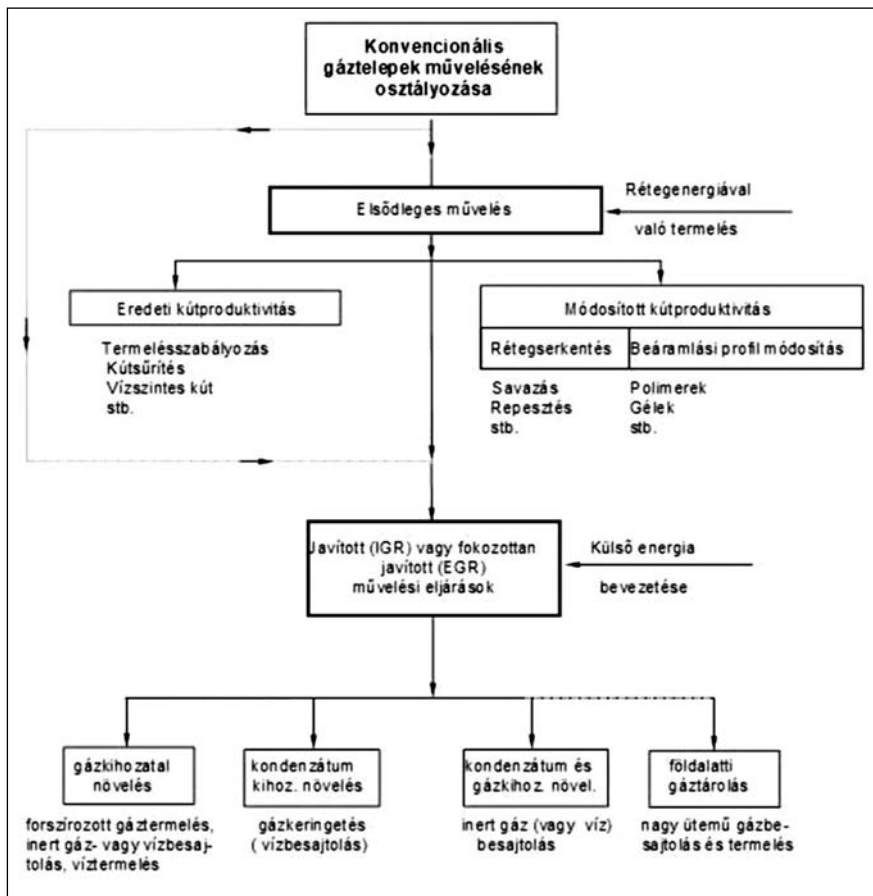 Konvencionális
gáztelepek művelésének
osztályozása
Elsődleges művelés
Rétegenergiával
való termelés
Eredeti kútproduktivitás
Termelésszabályozás
Kútsűrítés
Vízszintes kút
stb.
Módosított kútproduktivitás
Rétegserkentés
Beáramlási profil módosítás
Savazás
Repesztés
stb.
Polimerek
Gélek
stb.
Javított (IGR) vagy fokozottan
javított (EGR)
művelési eljárások
Külső energia
bevezetése
gázkihozatal
növelés
forszírozott gáztermelés,
inert gáz- vagy vízbesaj-
tolás, víztermelés
kondenzátum
kihoz. növelés
gázkeringetés
( vízbesajtolás)
kondenzátum és
gázkihoz. növel.
inert gáz (vagy víz)
besajtolás
földalatti
gáztárolás
nagy ütemű gázbe-
sajtolás és termelés